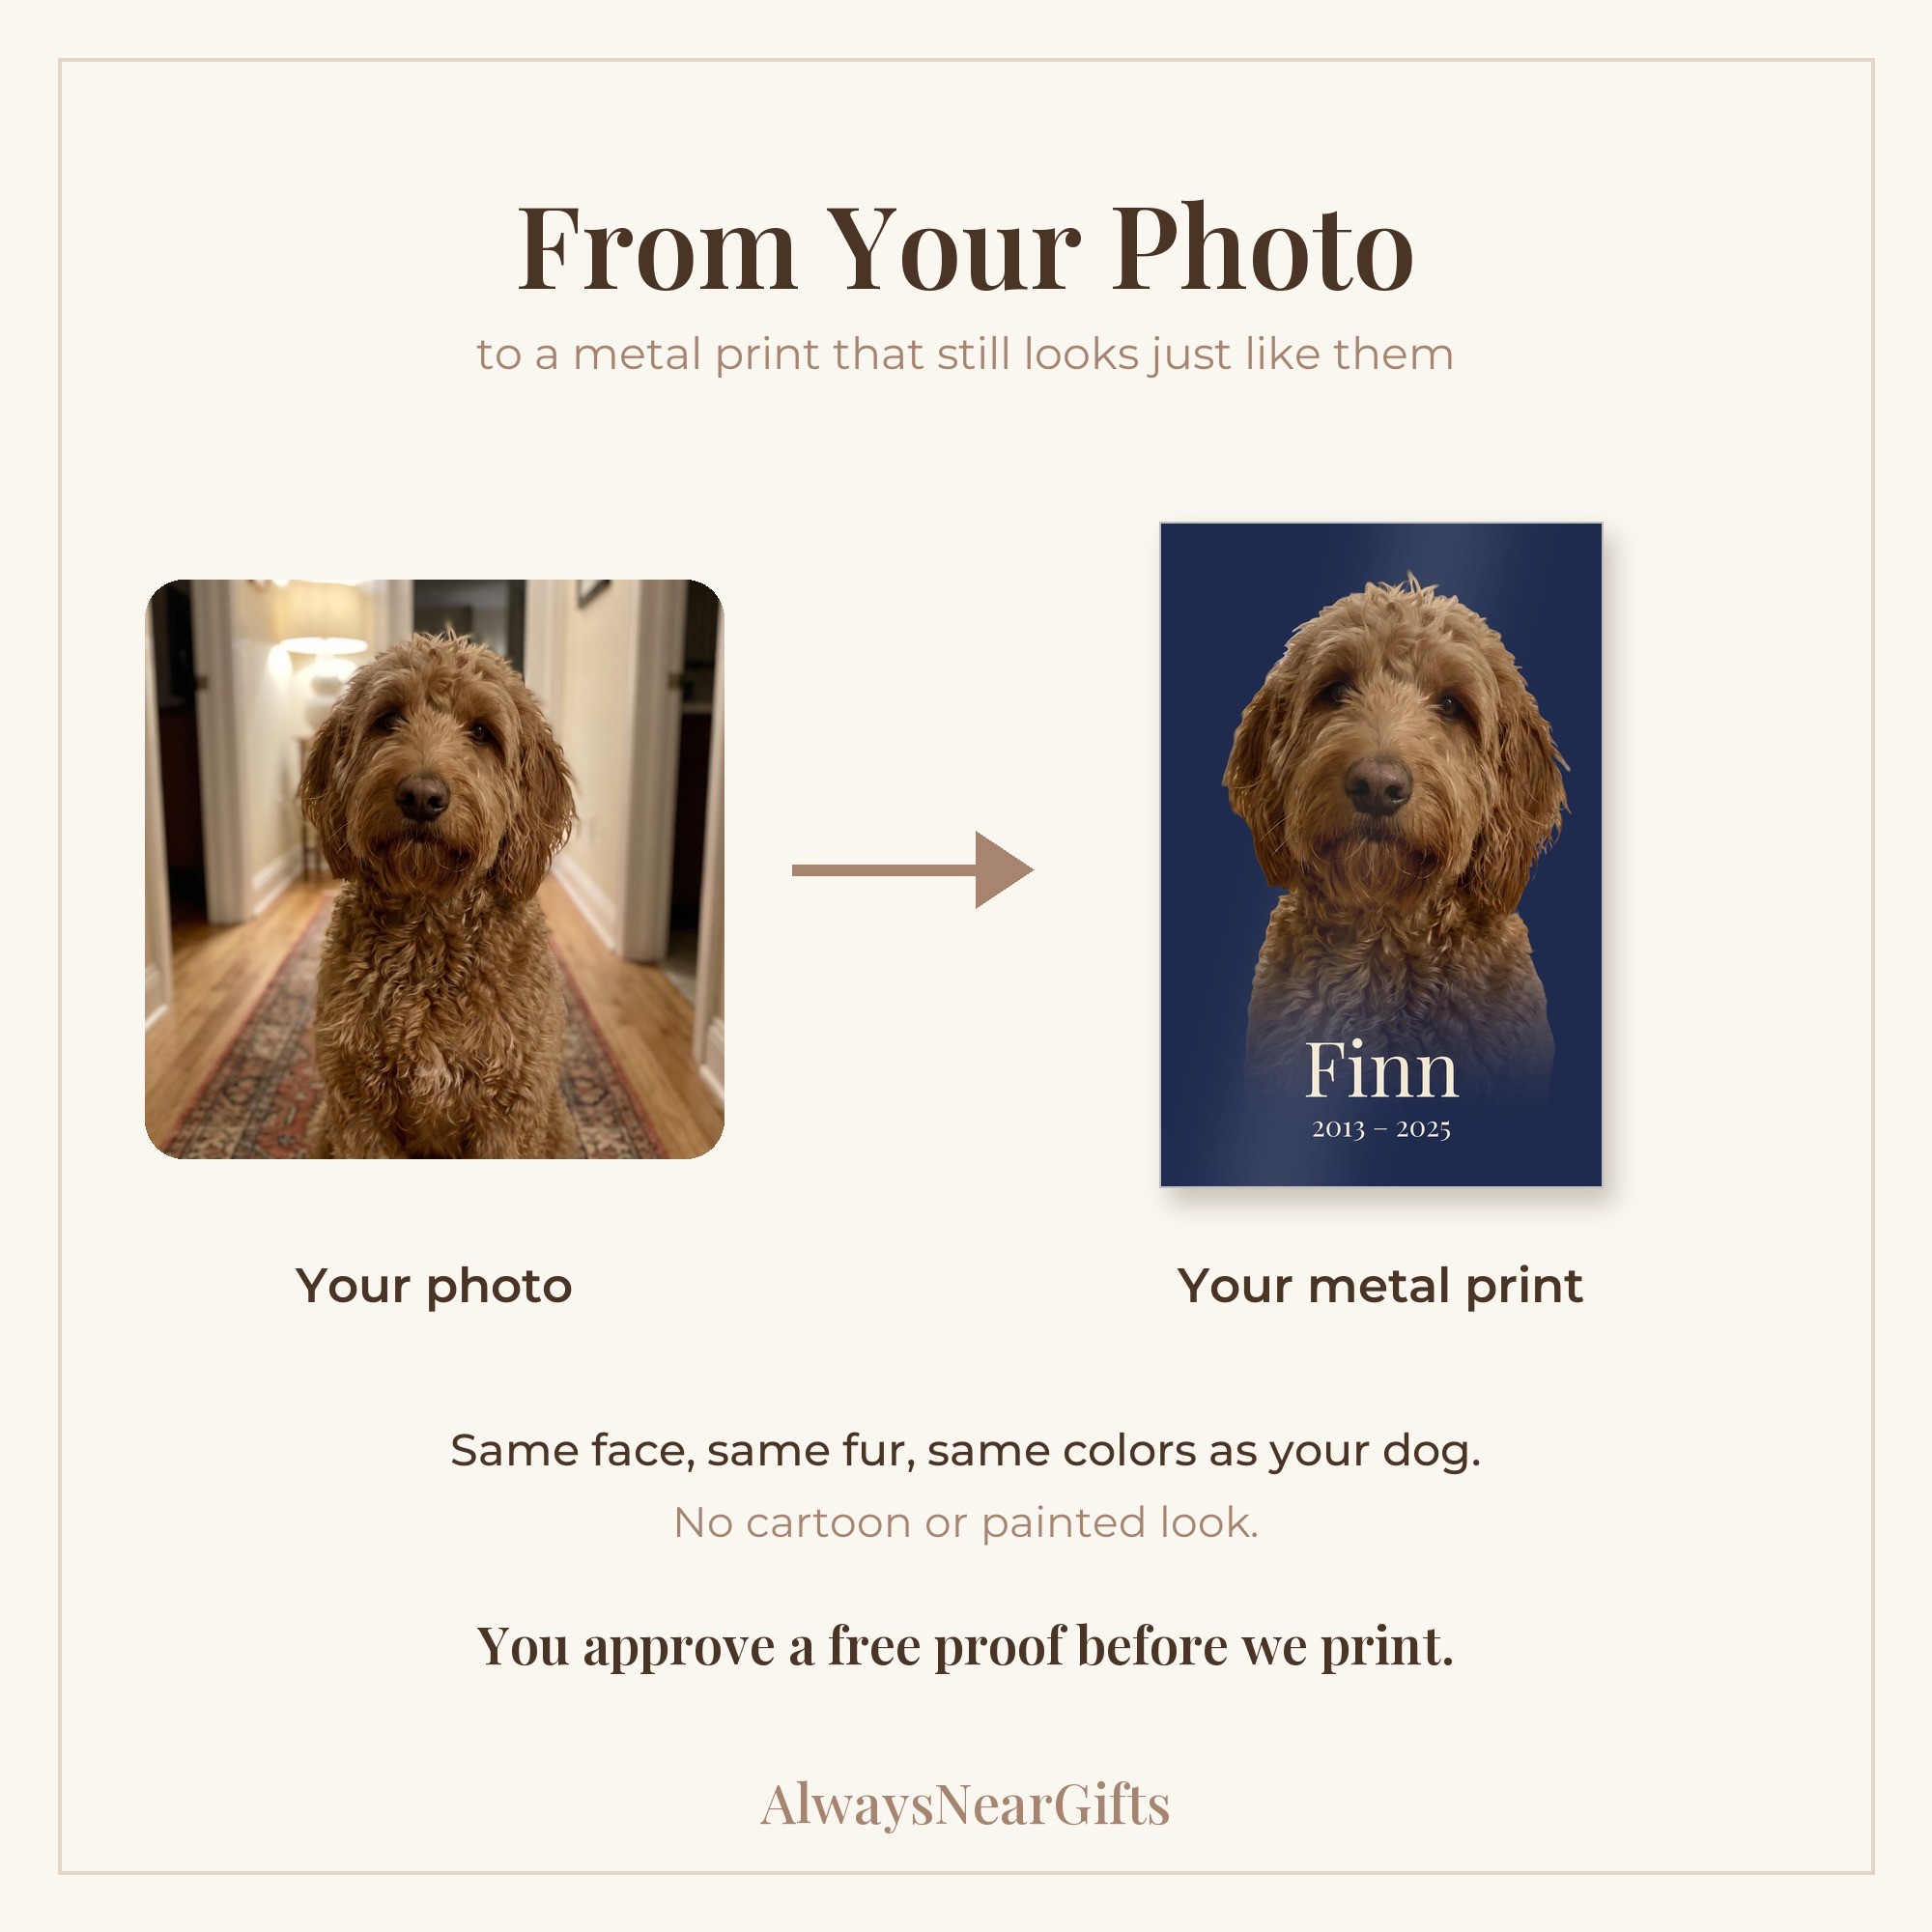 From Your Photo
to a metal print that still looks just like them
Finn
2013 – 2025
Your photo
Your metal print
Same face, same fur, same colors as your dog.
No cartoon or painted look.
You approve a free proof before we print.
AlwaysNearGifts